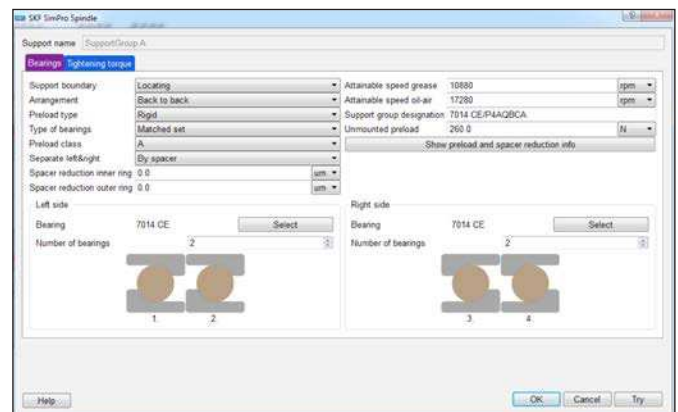 SKF SimPro Spindle
Support name SupportGroup A
Bearings Tightening torque
Support boundary Locating
Arrangement Back to back
Preload type Rigid
Type of bearings Matched set
Preload class A
Separate left&right By spacer
Spacer reduction inner ring 0.0 um
Spacer reduction outer ring 0.0 um
Attainable speed grease 10880 rpm
Attainable speed oil-air 17280 rpm
Support group designation 7014 CE/P4AQBCA
Unmounted preload 260.0 N
Show preload and spacer reduction info
Left side
Bearing 7014 CE Select
Number of bearings 2
1. 2.
Right side
Bearing 7014 CE Select
Number of bearings 2
3. 4.
Help OK Cancel Try